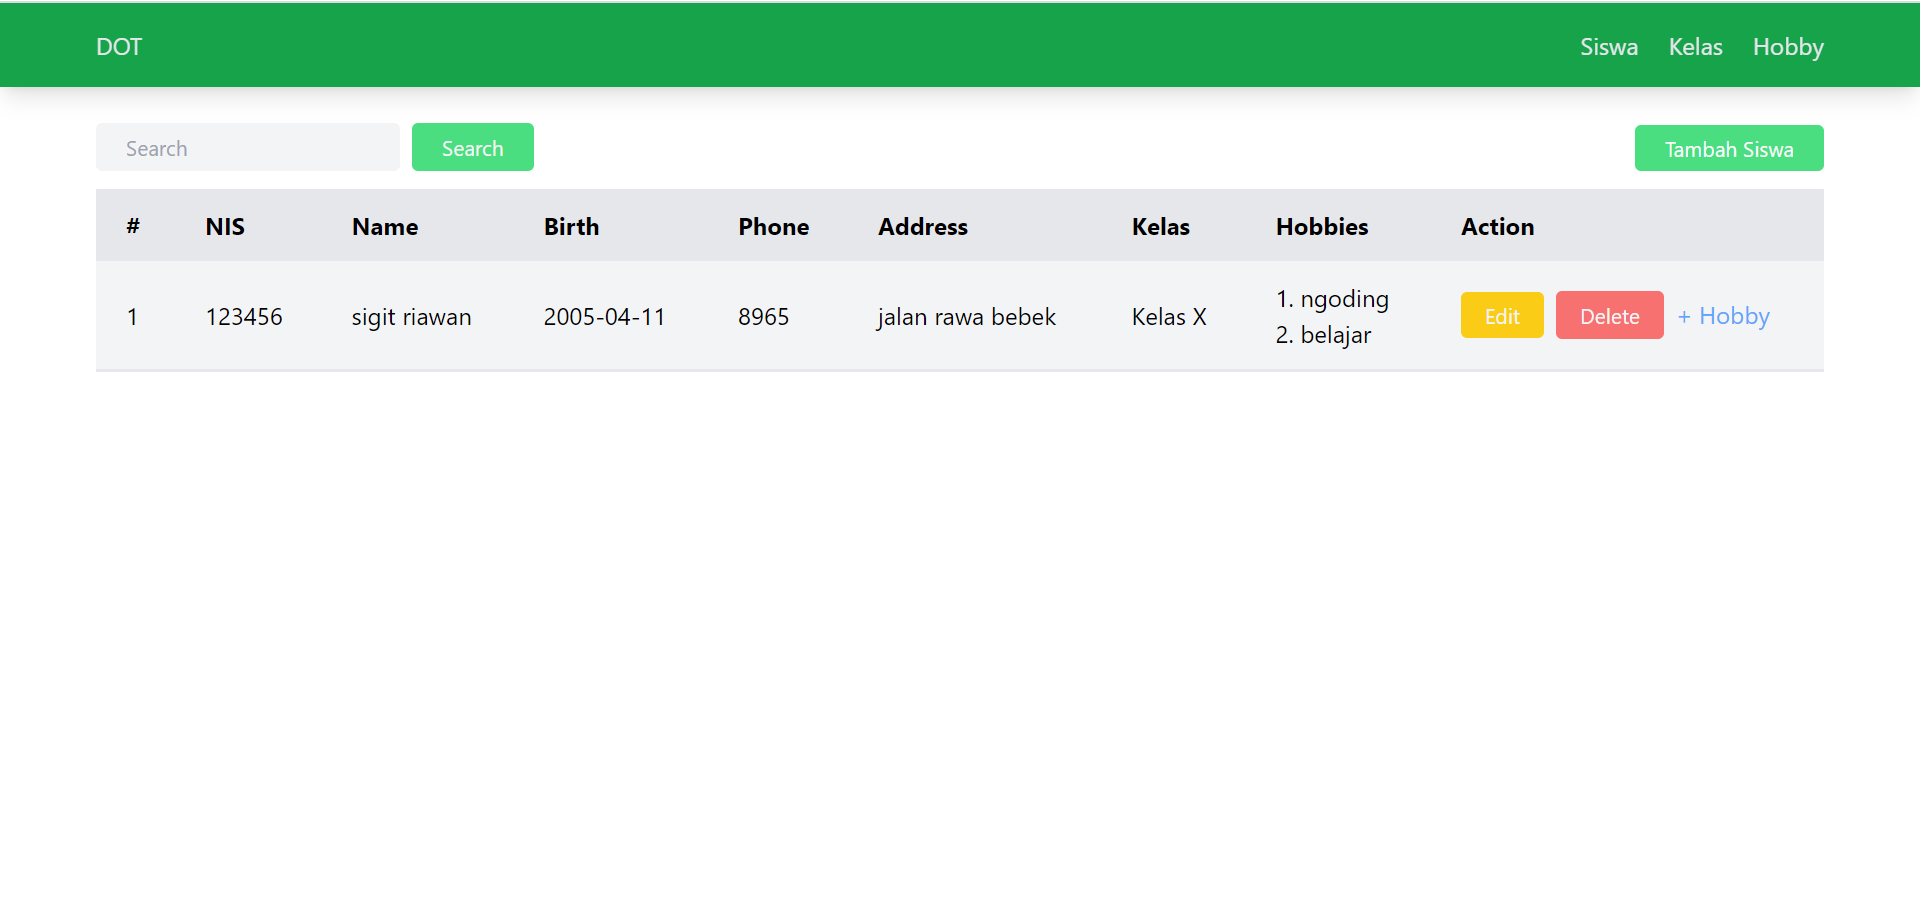 DOT Siswa Kelas Hobby
Search Search Tambah Siswa
# NIS Name Birth Phone Address Kelas Hobbies Action
1 123456 sigit riawan 2005-04-11 8965 jalan rawa bebek Kelas X 1. ngoding Edit Delete + Hobby
2. belajar